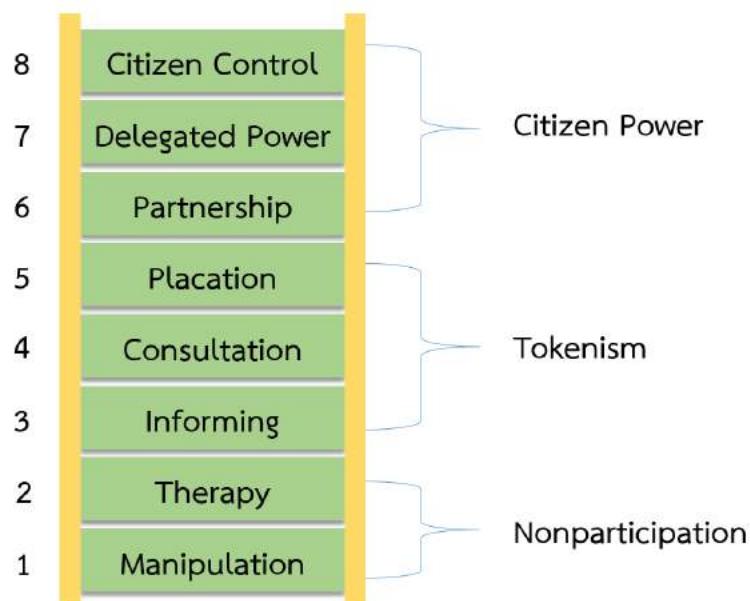 8 Citizen Control
7 Delegated Power
6 Partnership
Citizen Power
5 Placation
4 Consultation
3 Informing
Tokenism
2 Therapy
1 Manipulation
Nonparticipation